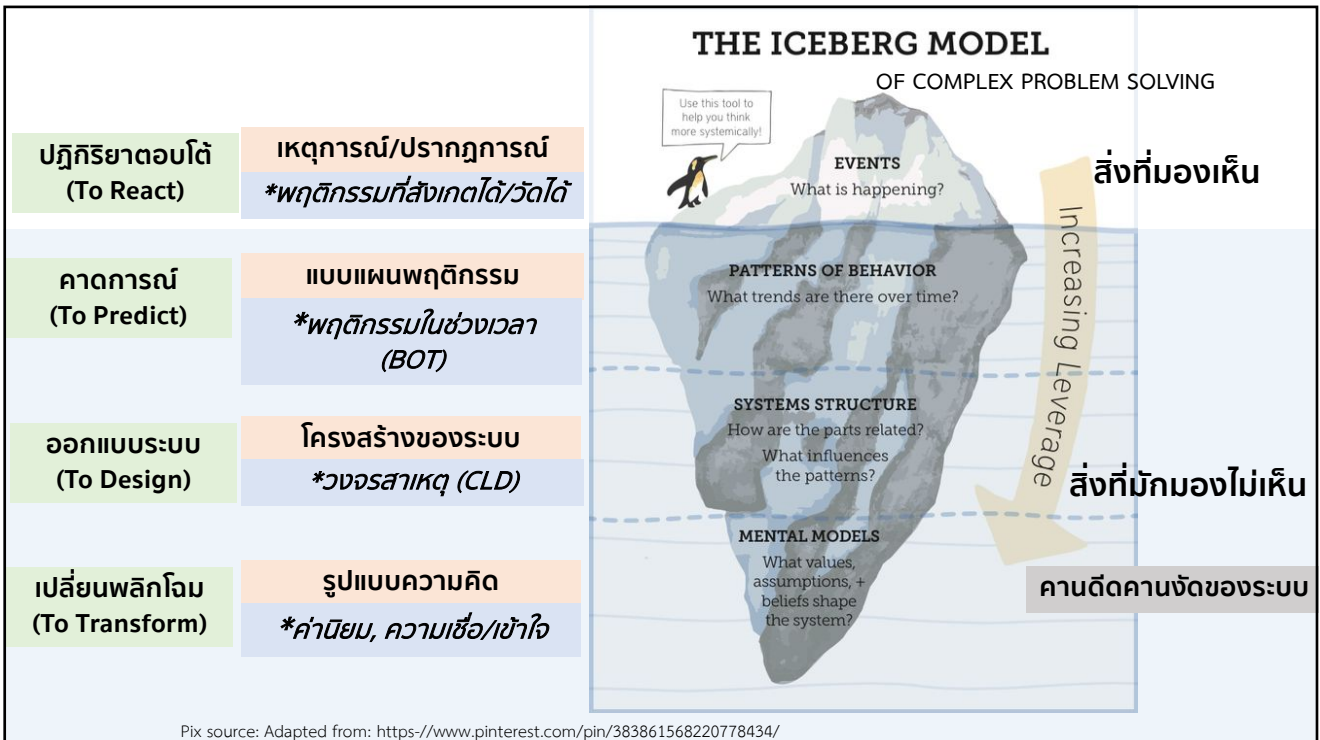 THE ICEBERG MODEL
OF COMPLEX PROBLEM SOLVING
Use this tool to
help you think
more systemically!
ปฏิกิริยาตอบโต้
(To React)
เหตุการณ์/ปรากฏการณ์
*พฤติกรรมที่สังเกตได้/วัดได้
EVENTS
What is happening?
สิ่งที่มองเห็น
คาดการณ์
(To Predict)
แบบแผนพฤติกรรม
*พฤติกรรมในช่วงเวลา
(BOT)
PATTERNS OF BEHAVIOR
What trends are there over time?
Increasing Leverage
ออกแบบระบบ
(To Design)
โครงสร้างของระบบ
*วงจรสาเหตุ (CLD)
SYSTEMS STRUCTURE
How are the parts related?
What influences
the patterns?
สิ่งที่มักมองไม่เห็น
เปลี่ยนพลิกโฉม
(To Transform)
รูปแบบความคิด
*ค่านิยม, ความเชื่อ/เข้าใจ
MENTAL MODELS
What values,
assumptions, +
beliefs shape
the system?
คานดีดคานงัดของระบบ
Pix source: Adapted from: https-//www.pinterest.com/pin/383861568220778434/